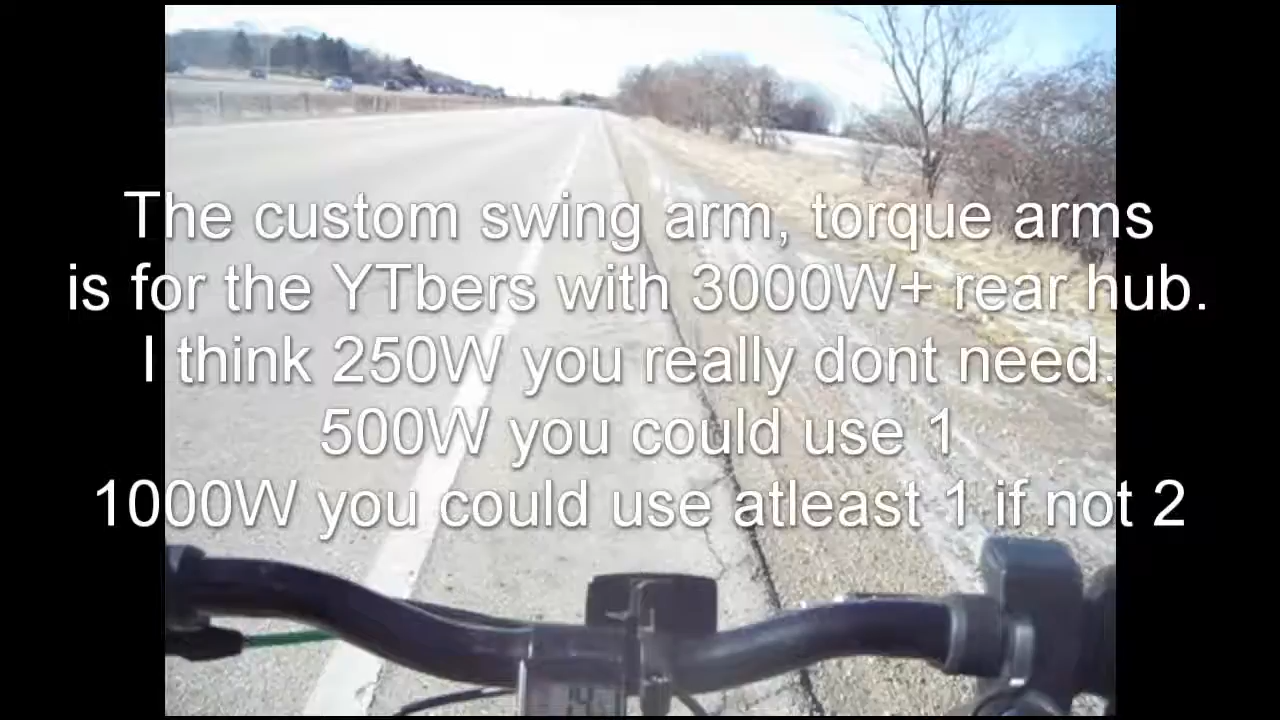 The custom swing arm, torque arms
is for the YTbers with 3000W+ rear hub.
I think 250W you really dont need.
500W you could use 1
1000W you could use atleast 1 if not 2